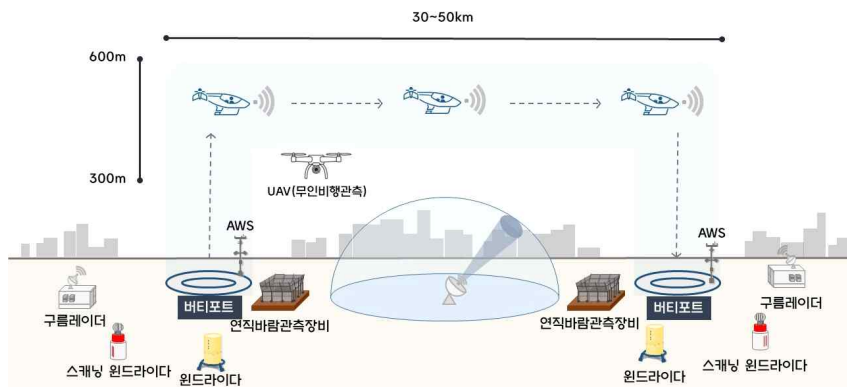 30~50km
600m
300m
UAV(무인비행관측)
AWS
AWS
버티포트
버티포트
구름레이더
연직바람관측장비
연직바람관측장비
구름레이더
스캐닝 윈드라이다
윈드라이다
윈드라이다
스캐닝 윈드라이다